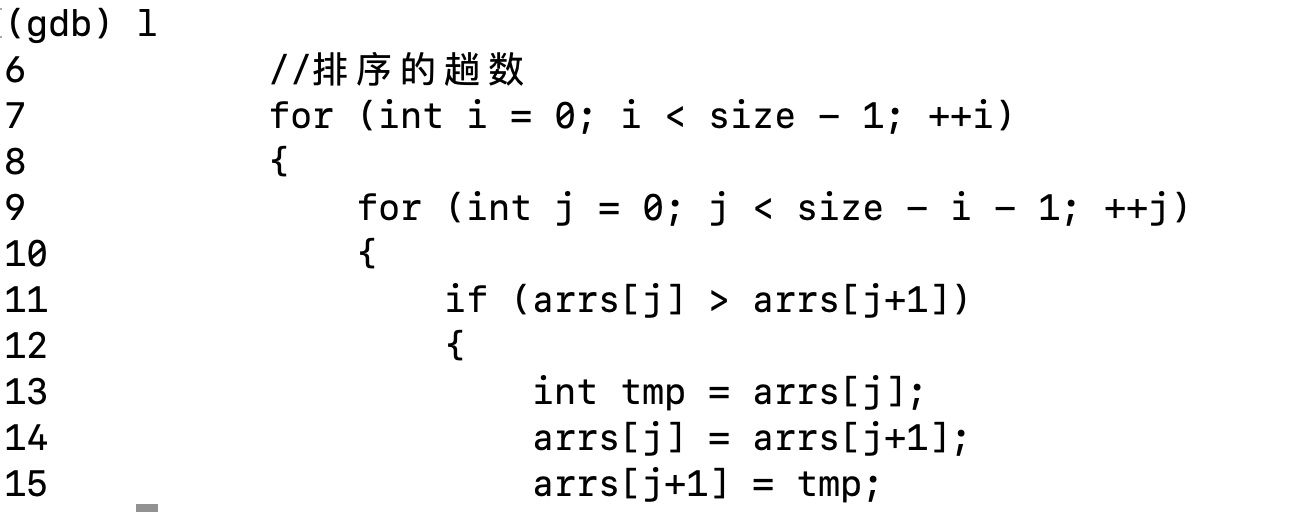 (gdb) l
6 //排序的趟数
7 for (int i = 0; i < size - 1; ++i)
8 {
9 for (int j = 0; j < size - i - 1; ++j)
10 {
11 if (arrs[j] > arrs[j+1])
12 {
13 int tmp = arrs[j];
14 arrs[j] = arrs[j+1];
15 arrs[j+1] = tmp;